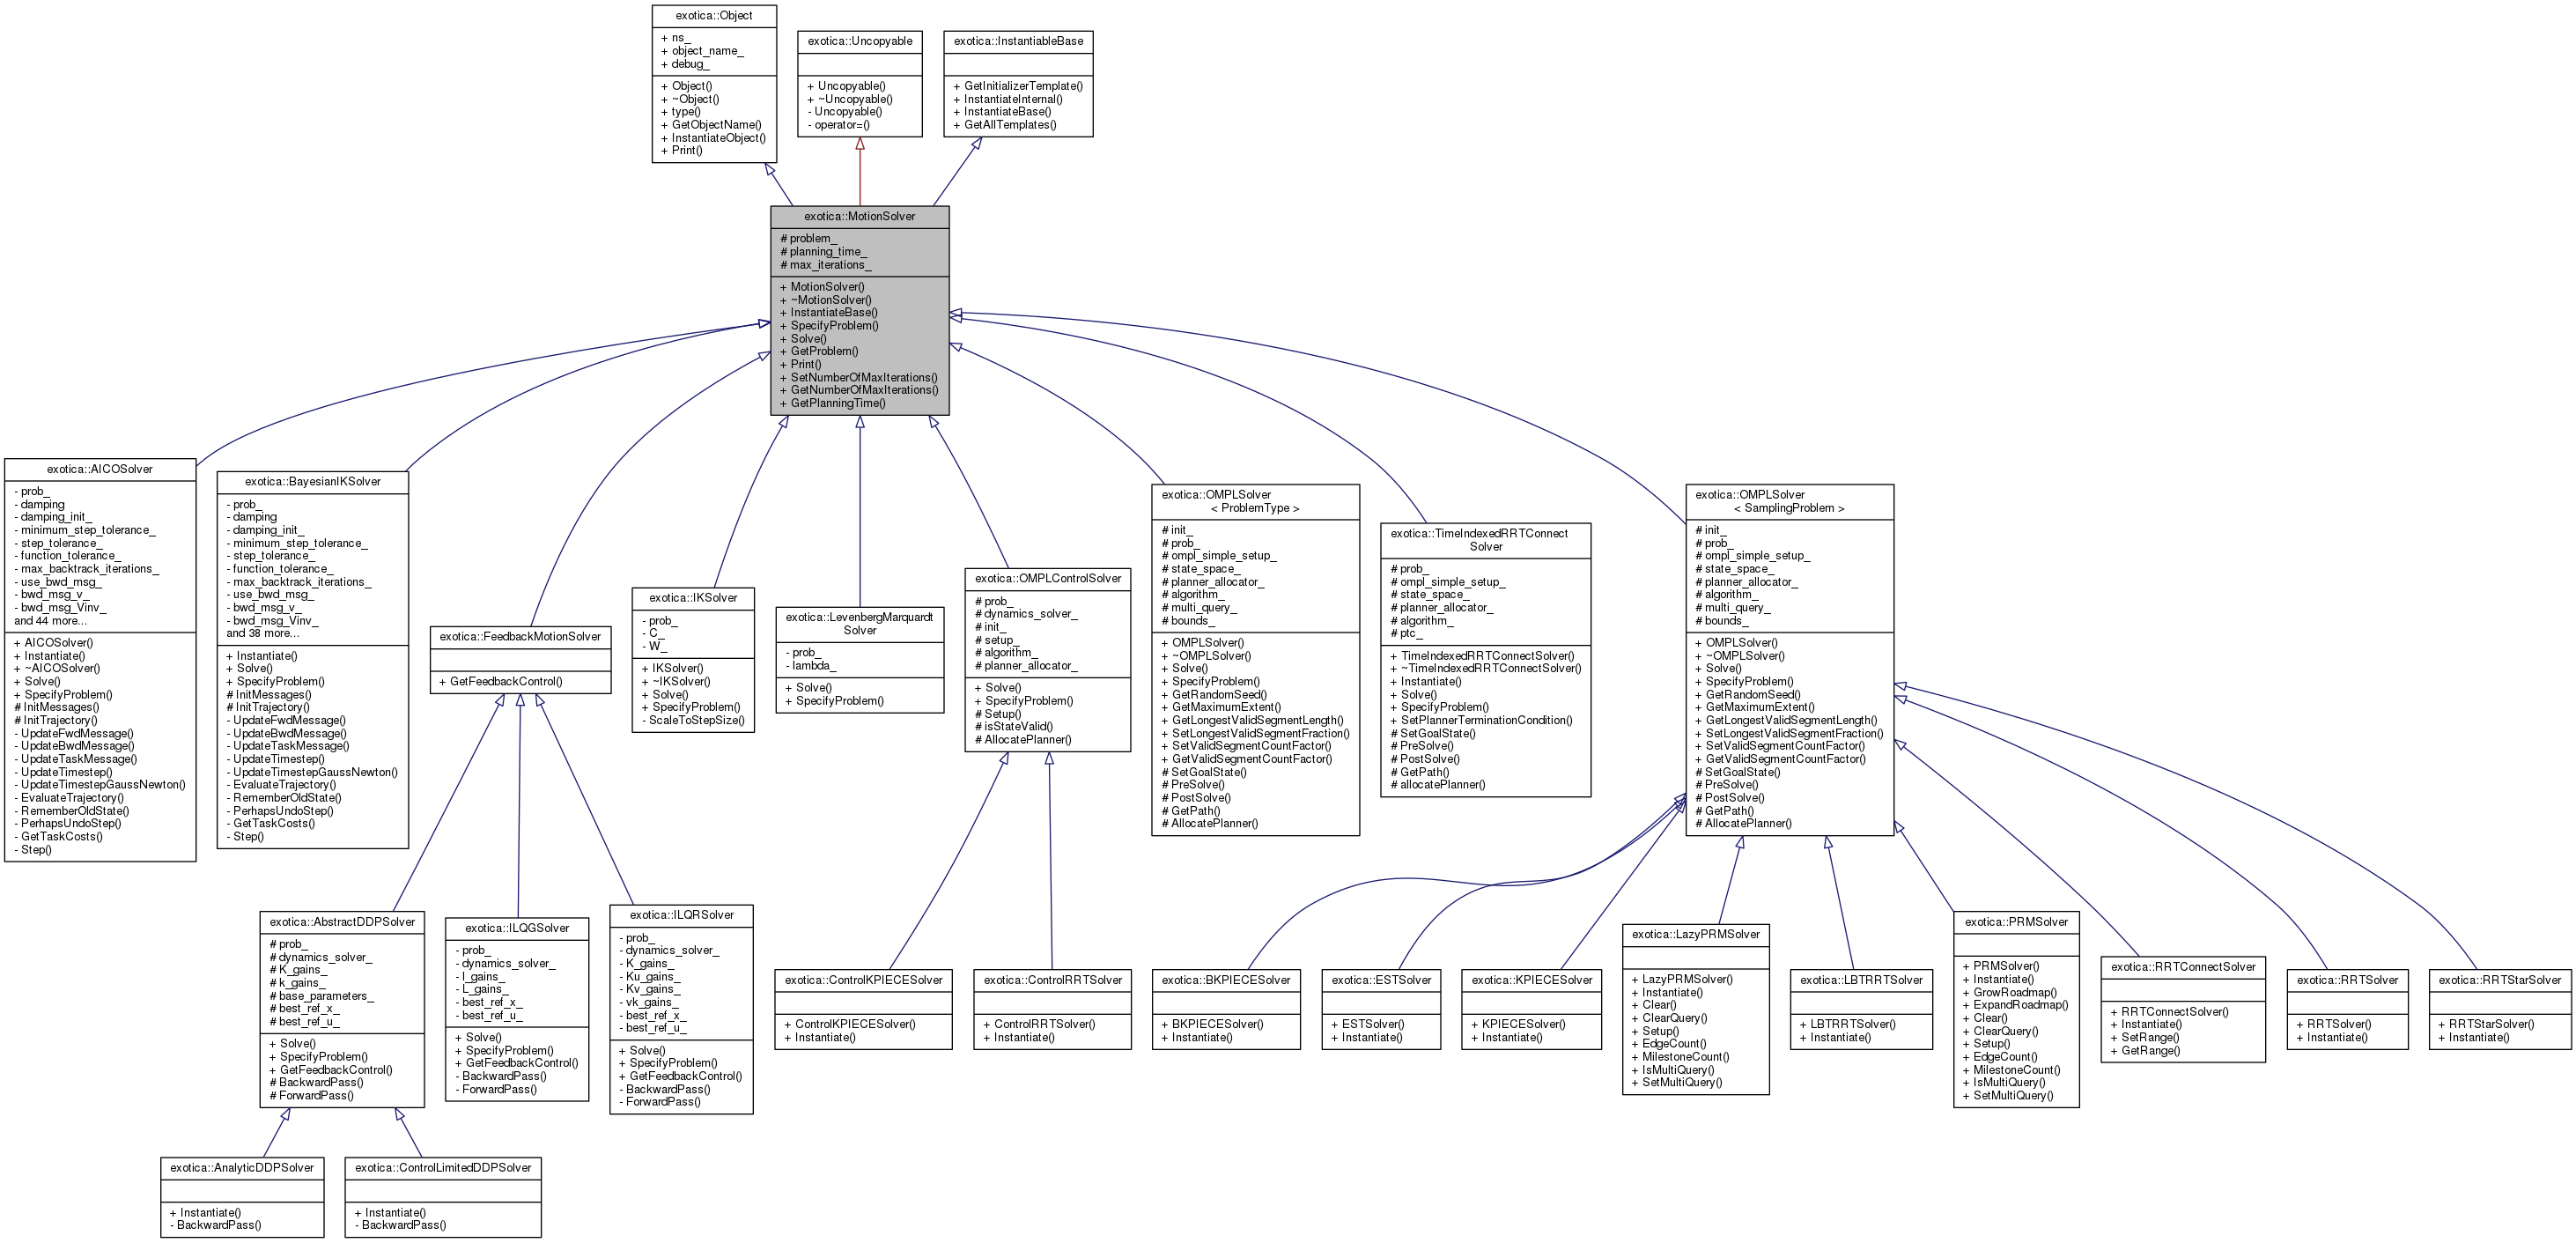 exotica::Object
+ ns_
+ object_name_
+ debug_
+ Object()
+ ~Object()
+ type()
+ GetObjectName()
+ InstantiateObject()
+ Print()
exotica::Uncopyable
+ Uncopyable()
+ ~Uncopyable()
- Uncopyable()
- operator=()
exotica::InstantiableBase
+ GetInitializerTemplate()
+ InstantiateInternal()
+ InstantiateBase()
+ GetAllTemplates()
exotica::MotionSolver
# problem_
# planning_time_
# max_iterations_
+ MotionSolver()
+ ~MotionSolver()
+ InstantiateBase()
+ SpecifyProblem()
+ Solve()
+ GetProblem()
+ Print()
+ SetNumberOfMaxIterations()
+ GetNumberOfMaxIterations()
+ GetPlanningTime()
exotica::AICOSolver
- prob_
- damping
- damping_init_
- minimum_step_tolerance_
- step_tolerance_
- function_tolerance_
- max_backtrack_iterations_
- use_bwd_msg_
- bwd_msg_v_
- bwd_msg_Vinv_
and 44 more...
+ AICOSolver()
+ Instantiate()
+ ~AICOSolver()
+ Solve()
+ SpecifyProblem()
# InitMessages()
# InitTrajectory()
- UpdateFwdMessage()
- UpdateBwdMessage()
- UpdateTaskMessage()
- UpdateTimestep()
- UpdateTimestepGaussNewton()
- EvaluateTrajectory()
- RememberOldState()
- PerhapsUndoStep()
- GetTaskCosts()
- Step()
exotica::BayesianIKSolver
- prob_
- damping
- damping_init_
- minimum_step_tolerance_
- step_tolerance_
- function_tolerance_
- max_backtrack_iterations_
- use_bwd_msg_
- bwd_msg_v_
- bwd_msg_Vinv_
and 38 more...
+ Instantiate()
+ Solve()
+ SpecifyProblem()
# InitMessages()
# InitTrajectory()
- UpdateFwdMessage()
- UpdateBwdMessage()
- UpdateTaskMessage()
- UpdateTimestep()
- UpdateTimestepGaussNewton()
- EvaluateTrajectory()
- RememberOldState()
- PerhapsUndoStep()
- GetTaskCosts()
- Step()
exotica::FeedbackMotionSolver
+ GetFeedbackControl()
exotica::IKSolver
- prob_
- C_
- W_
+ IKSolver()
+ ~IKSolver()
+ Solve()
+ SpecifyProblem()
- ScaleToStepSize()
exotica::LevenbergMarquardt
Solver
- prob_
- lambda_
+ Solve()
+ SpecifyProblem()
exotica::OMPLControlSolver
# prob_
# dynamics_solver_
# init_
# setup_
# algorithm_
# planner_allocator_
+ Solve()
+ SpecifyProblem()
# Setup()
# isStateValid()
# AllocatePlanner()
exotica::OMPLSolver
< ProblemType >
# init_
# prob_
# ompl_simple_setup_
# state_space_
# planner_allocator_
# algorithm_
# multi_query_
# bounds_
+ OMPLSolver()
+ ~OMPLSolver()
+ Solve()
+ SpecifyProblem()
+ GetRandomSeed()
+ GetMaximumExtent()
+ GetLongestValidSegmentLength()
+ SetLongestValidSegmentFraction()
+ SetValidSegmentCountFactor()
+ GetValidSegmentCountFactor()
# SetGoalState()
# PreSolve()
# PostSolve()
# GetPath()
# AllocatePlanner()
exotica::TimeIndexedRRTConnect
Solver
# prob_
# ompl_simple_setup_
# state_space_
# planner_allocator_
# algorithm_
# ptc_
+ TimeIndexedRRTConnectSolver()
+ ~TimeIndexedRRTConnectSolver()
+ Instantiate()
+ Solve()
+ SpecifyProblem()
+ SetPlannerTerminationCondition()
# SetGoalState()
# PreSolve()
# PostSolve()
# GetPath()
# allocatePlanner()
exotica::OMPLSolver
< SamplingProblem >
# init_
# prob_
# ompl_simple_setup_
# state_space_
# planner_allocator_
# algorithm_
# multi_query_
# bounds_
+ OMPLSolver()
+ ~OMPLSolver()
+ Solve()
+ SpecifyProblem()
+ GetRandomSeed()
+ GetMaximumExtent()
+ GetLongestValidSegmentLength()
+ SetLongestValidSegmentFraction()
+ SetValidSegmentCountFactor()
+ GetValidSegmentCountFactor()
# SetGoalState()
# PreSolve()
# PostSolve()
# GetPath()
# AllocatePlanner()
exotica::AbstractDDPSolver
# prob_
# dynamics_solver_
# K_gains_
# k_gains_
# base_parameters_
# best_ref_x_
# best_ref_u_
+ Solve()
+ SpecifyProblem()
+ GetFeedbackControl()
# BackwardPass()
# ForwardPass()
exotica::ILQGSolver
- prob_
- dynamics_solver_
- l_gains_
- L_gains_
- best_ref_x_
- best_ref_u_
+ Solve()
+ SpecifyProblem()
+ GetFeedbackControl()
- BackwardPass()
- ForwardPass()
exotica::ILQRSolver
- prob_
- dynamics_solver_
- K_gains_
- Ku_gains_
- Kv_gains_
- vk_gains_
- best_ref_x_
- best_ref_u_
+ Solve()
+ SpecifyProblem()
+ GetFeedbackControl()
- BackwardPass()
- ForwardPass()
exotica::ControlKPIECESolver
+ ControlKPIECESolver()
+ Instantiate()
exotica::ControlRRTSolver
+ ControlRRTSolver()
+ Instantiate()
exotica::BKPIECESolver
+ BKPIECESolver()
+ Instantiate()
exotica::ESTSolver
+ ESTSolver()
+ Instantiate()
exotica::KPIECESolver
+ KPIECESolver()
+ Instantiate()
exotica::LazyPRMSolver
+ LazyPRMSolver()
+ Instantiate()
+ Clear()
+ ClearQuery()
+ Setup()
+ EdgeCount()
+ MilestoneCount()
+ IsMultiQuery()
+ SetMultiQuery()
exotica::LBTRRTSolver
+ LBTRRTSolver()
+ Instantiate()
exotica::PRMSolver
+ PRMSolver()
+ Instantiate()
+ GrowRoadmap()
+ ExpandRoadmap()
+ Clear()
+ ClearQuery()
+ Setup()
+ EdgeCount()
+ MilestoneCount()
+ IsMultiQuery()
+ SetMultiQuery()
exotica::RRTConnectSolver
+ RRTConnectSolver()
+ Instantiate()
+ SetRange()
+ GetRange()
exotica::RRTSolver
+ RRTSolver()
+ Instantiate()
exotica::RRTStarSolver
+ RRTStarSolver()
+ Instantiate()
exotica::AnalyticDDPSolver
+ Instantiate()
- BackwardPass()
exotica::ControlLimitedDDPSolver
+ Instantiate()
- BackwardPass()